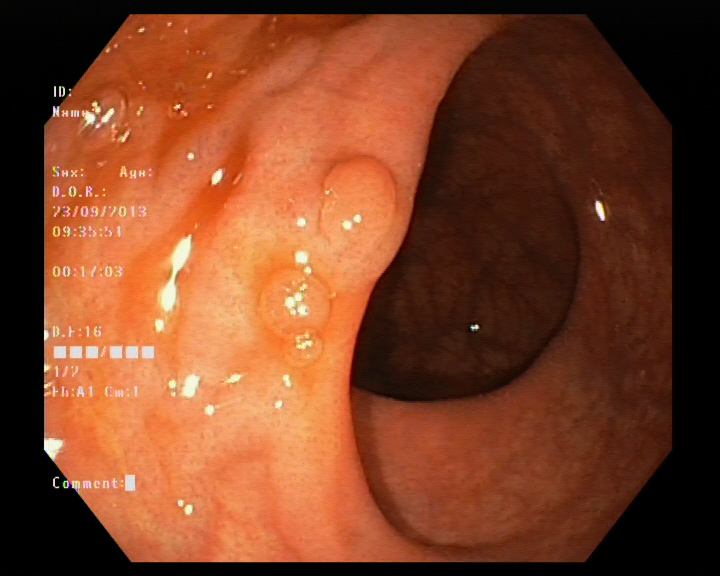 ID:
Name:
Sex: Age:
D.O.B.:
23/09/2013
09:35:51
00:17:03
D.F:16
■■■/■■■
1/2
Eh:A1 Cm:1
Comment: